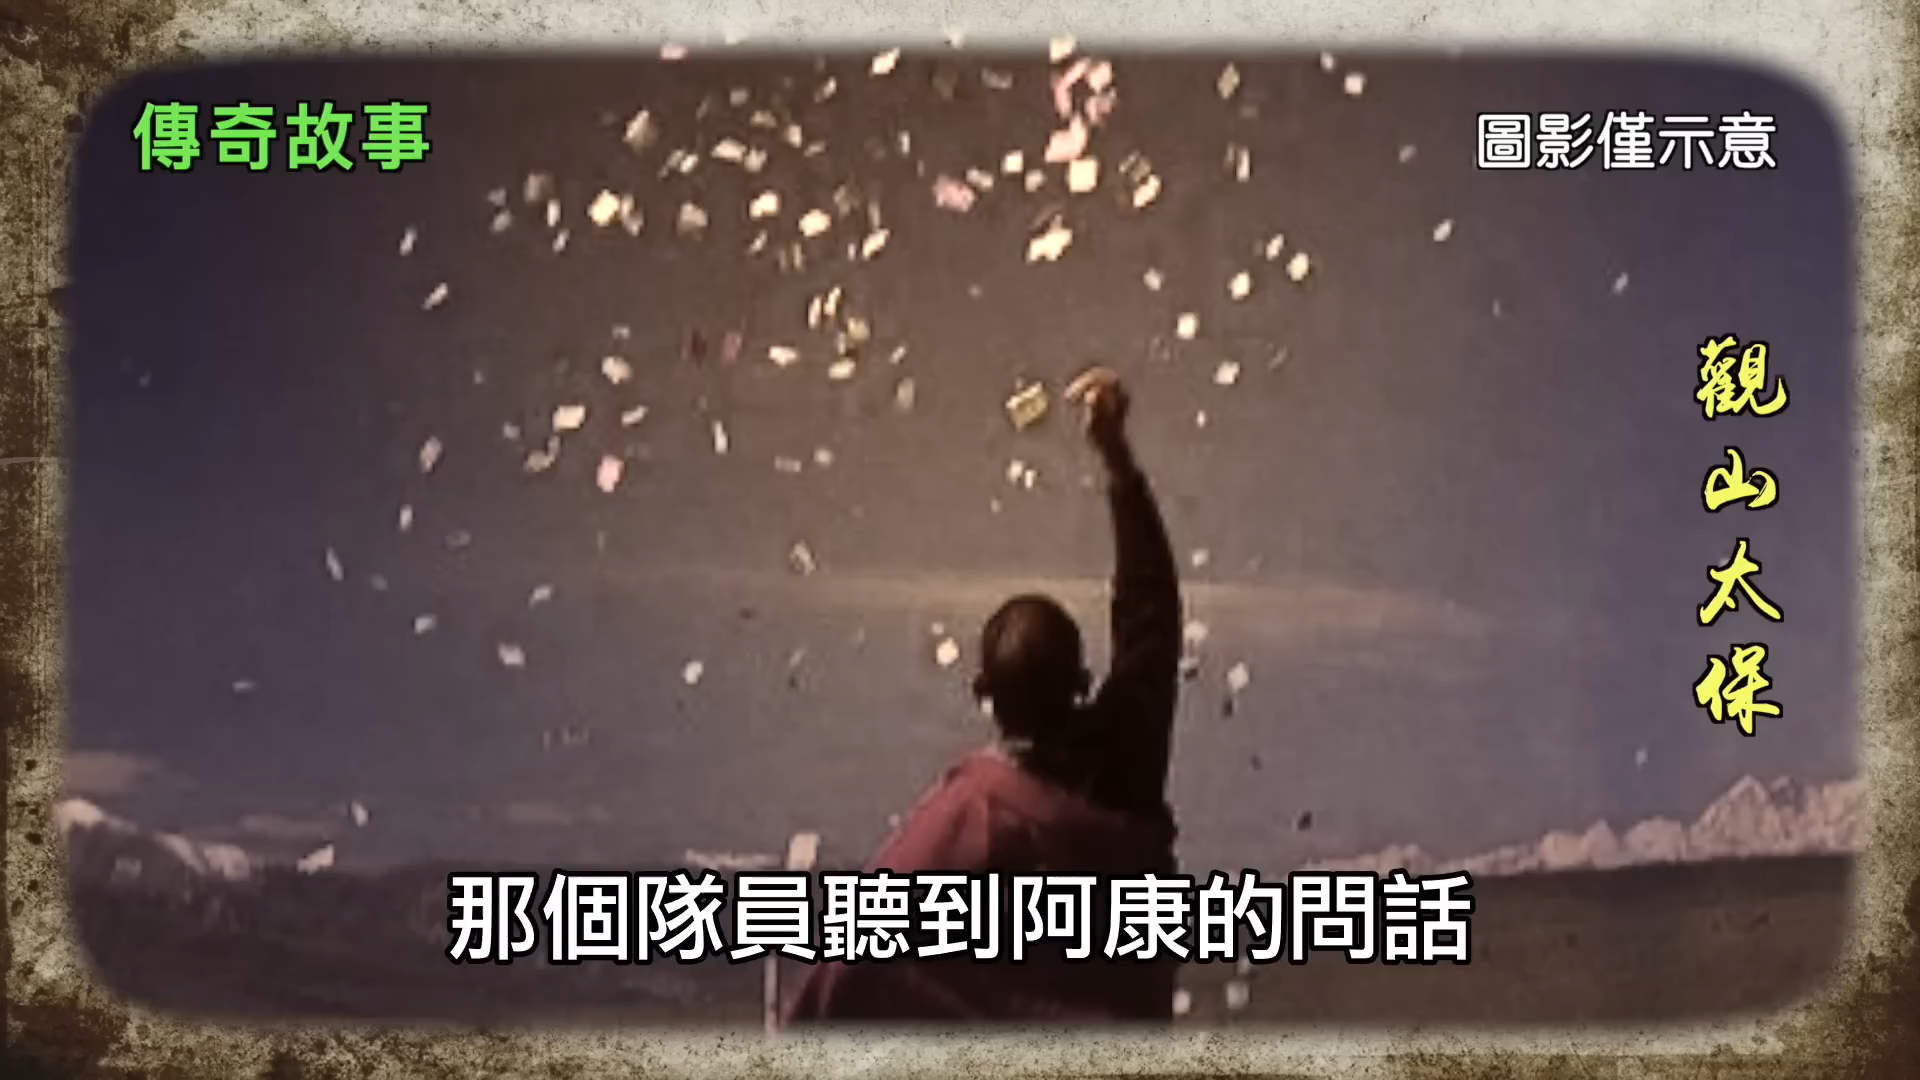 傳奇故事
圖影僅示意
觀山太保
那個隊員聽到阿康的問話